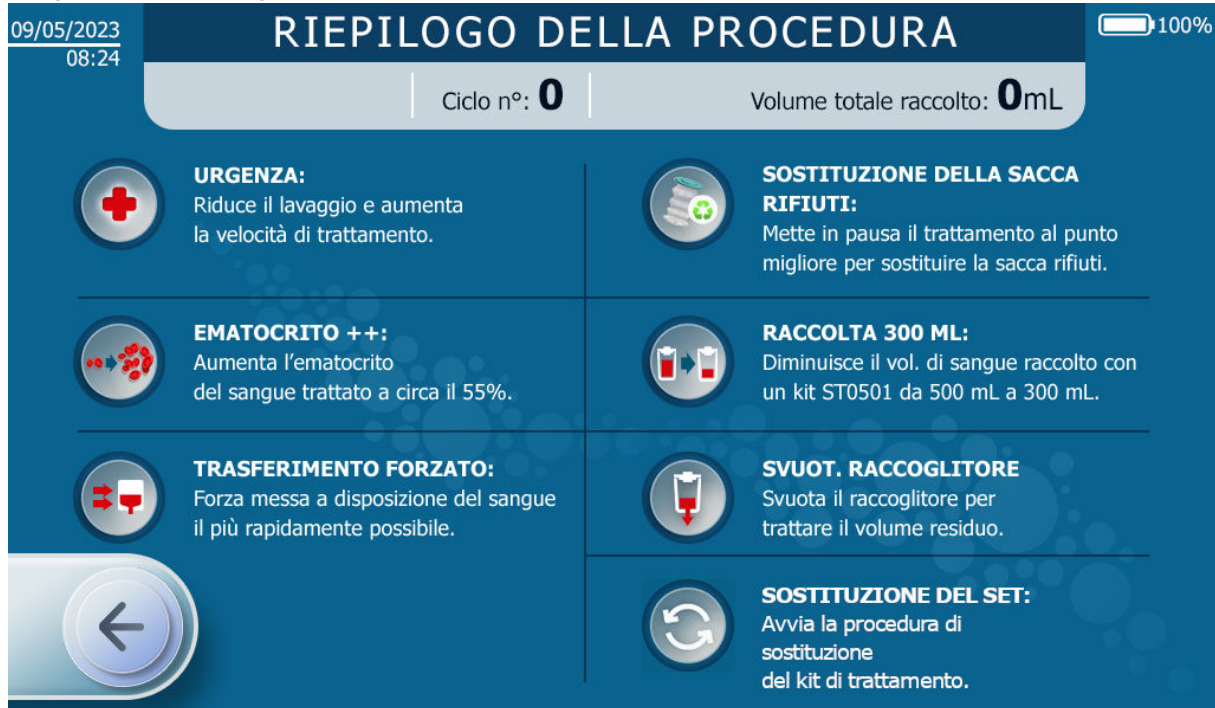 09/05/2023
08:24
RIEPILOGO DELLA PROCEDURA
100%
Ciclo n°: 0
Volume totale raccolto: 0mL
URGENZA:
Riduce il lavaggio e aumenta
la velocità di trattamento.
SOSTITUZIONE DELLA SACCA
RIFIUTI:
Mette in pausa il trattamento al punto
migliore per sostituire la sacca rifiuti.
EMATOCRITO ++:
Aumenta l'ematocrito
del sangue trattato a circa il 55%.
RACCOLTA 300 ML:
Diminuisce il vol. di sangue raccolto con
un kit ST0501 da 500 mL a 300 mL.
TRASFERIMENTO FORZATO:
Forza messa a disposizione del sangue
il più rapidamente possibile.
SVUOT. RACCOGLITORE
Svuota il raccoglitore per
trattare il volume residuo.
SOSTITUZIONE DEL SET:
Avvia la procedura di
sostituzione
del kit di trattamento.